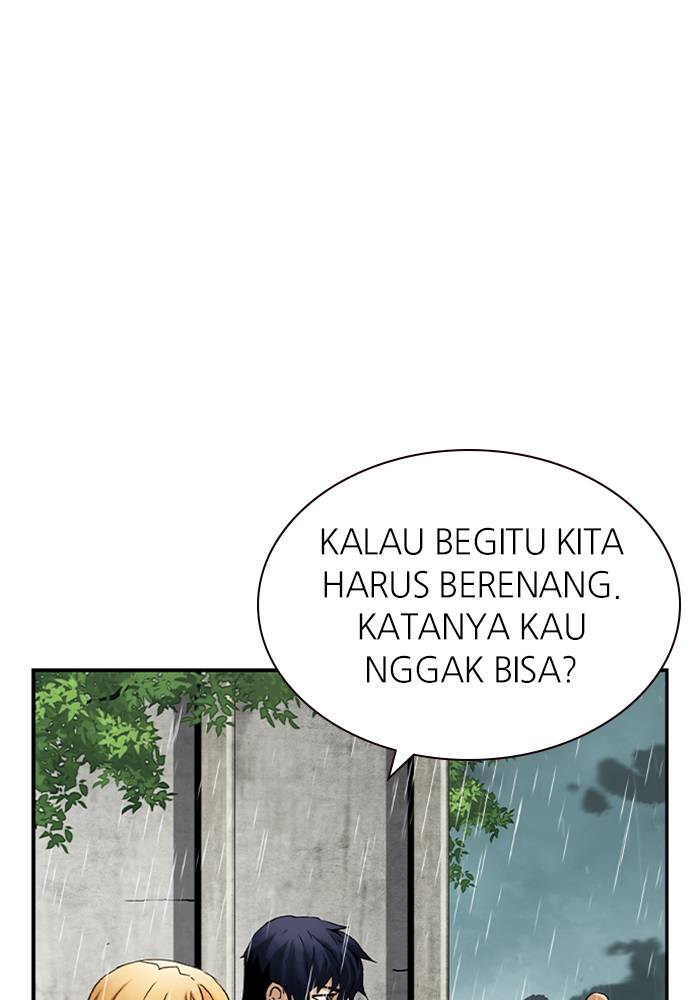 KALAU BEGITU KITA
HARUS BERENANG.
KATANYA KAU
NGGAK BISA?